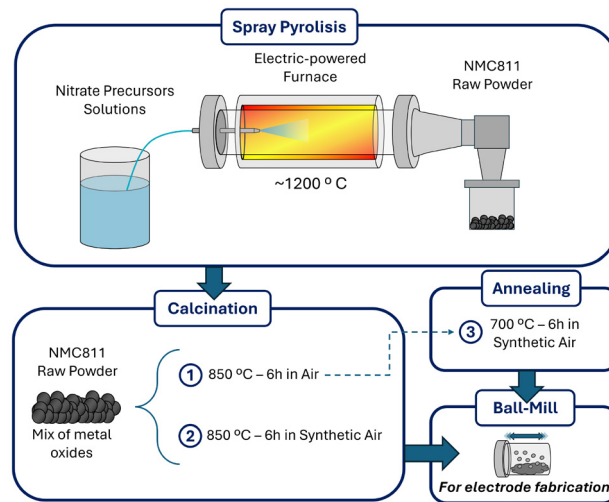 Spray Pyrolisis
Electric-powered
Furnace
NMC811
Raw Powder
Nitrate Precursors
Solutions
~1200 º C
Calcination
NMC811
Raw Powder
Mix of metal
oxides
1 850 ºC – 6h in Air
2 850 ºC – 6h in Synthetic Air
Annealing
3 700 ºC – 6h in
Synthetic Air
Ball-Mill
For electrode fabrication